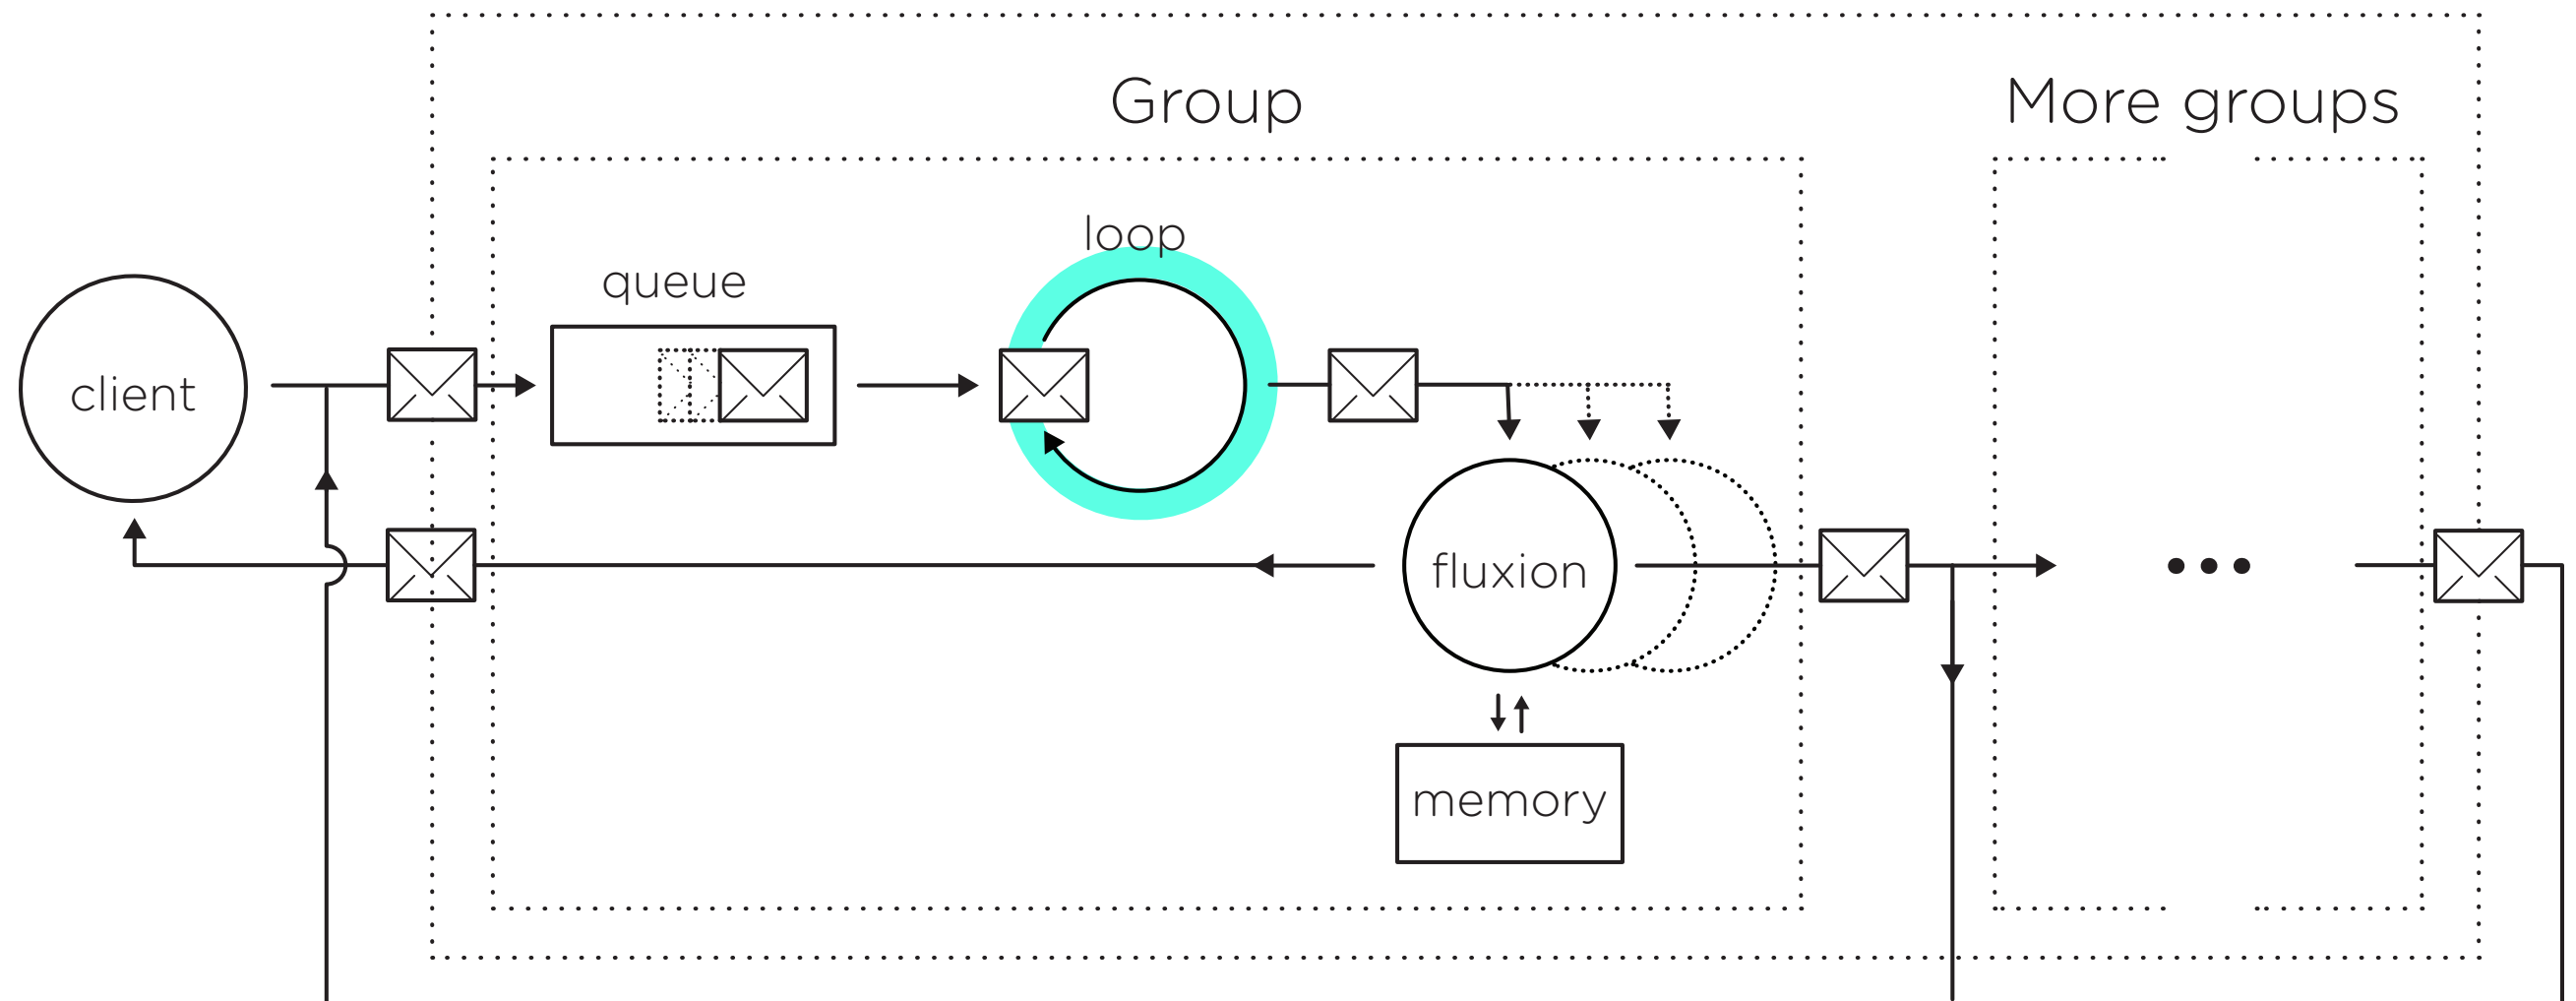 Group
More groups
loop
queue
client
fluxion
memory